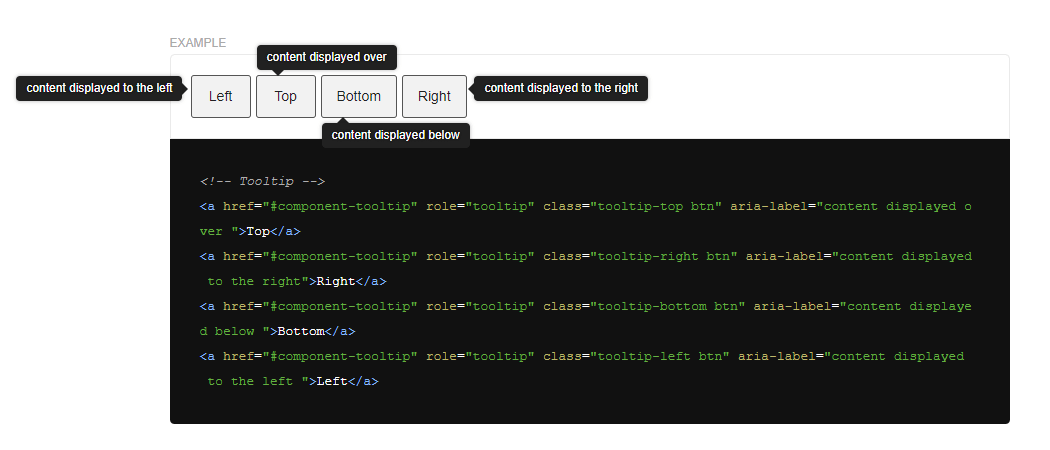 EXAMPLE
content displayed over
content displayed to the left
Left
Top
Bottom
Right
content displayed to the right
content displayed below
<!-- Tooltip -->
<a href="#component-tooltip" role="tooltip" class="tooltip-top btn" aria-label="content displayed o
ver ">Top</a>
<a href="#component-tooltip" role="tooltip" class="tooltip-right btn" aria-label="content displayed
 to the right">Right</a>
<a href="#component-tooltip" role="tooltip" class="tooltip-bottom btn" aria-label="content displaye
d below ">Bottom</a>
<a href="#component-tooltip" role="tooltip" class="tooltip-left btn" aria-label="content displayed
 to the left ">Left</a>